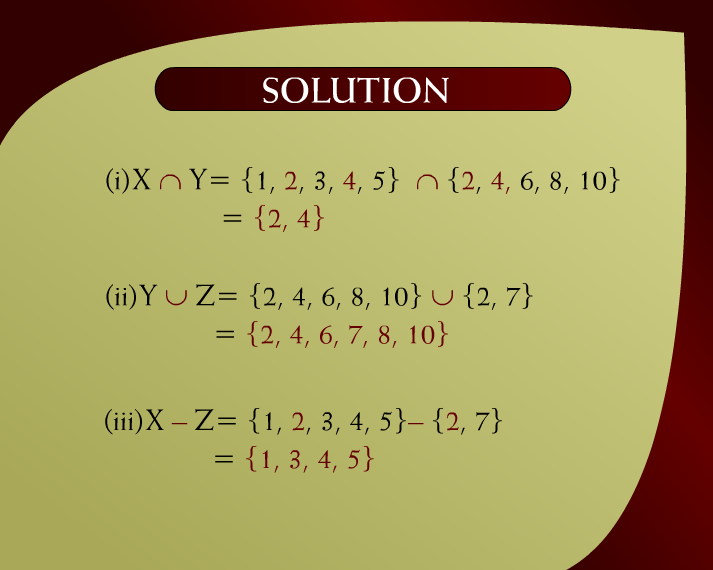 SOLUTION
(i)X ∩ Y= {1, 2, 3, 4, 5} ∩ {2, 4, 6, 8, 10}
= {2, 4}
(ii)Y ∪ Z= {2, 4, 6, 8, 10} ∪ {2, 7}
= {2, 4, 6, 7, 8, 10}
(iii)X – Z= {1, 2, 3, 4, 5}– {2, 7}
= {1, 3, 4, 5}